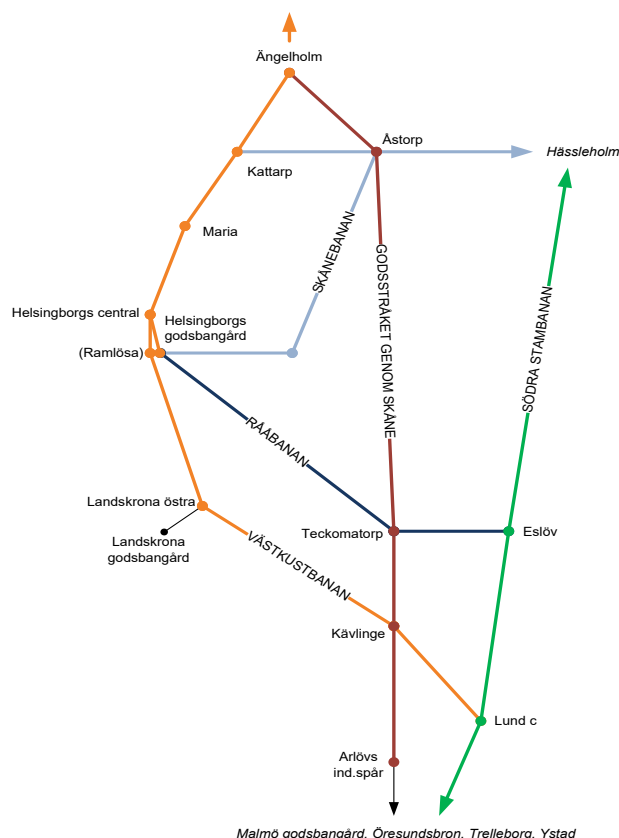 Ängelholm
Åstorp
Hässleholm
Kattarp
Maria
SKÅNEBANAN
GODSSTRÅKET GENOM SKÅNE
SÖDRA STAMBANAN
Helsingborgs central
Helsingborgs
godsbangård
(Ramlösa)
RÅÅBANAN
Landskrona östra
Landskrona
godsbangård
VÄSTKUSTBANAN
Teckomatorp
Eslöv
Kävlinge
Lund c
Arlövs
ind.spår
Malmö godsbangård, Öresundsbron, Trelleborg, Ystad